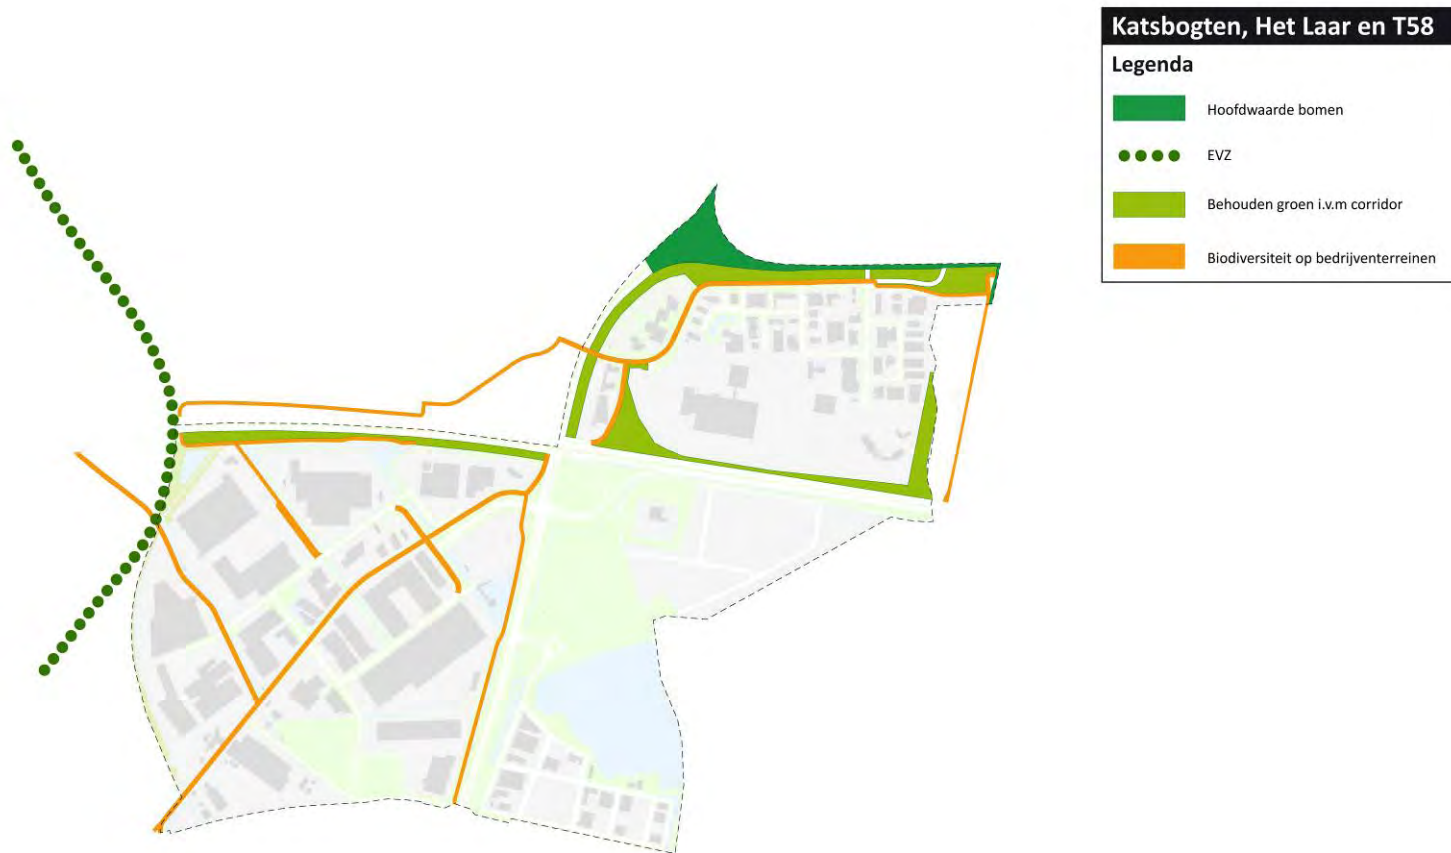 Katsbogten, Het Laar en T58
Legenda
Hoofdwaarde bomen
EVZ
Behouden groen i.v.m corridor
Biodiversiteit op bedrijventerreinen